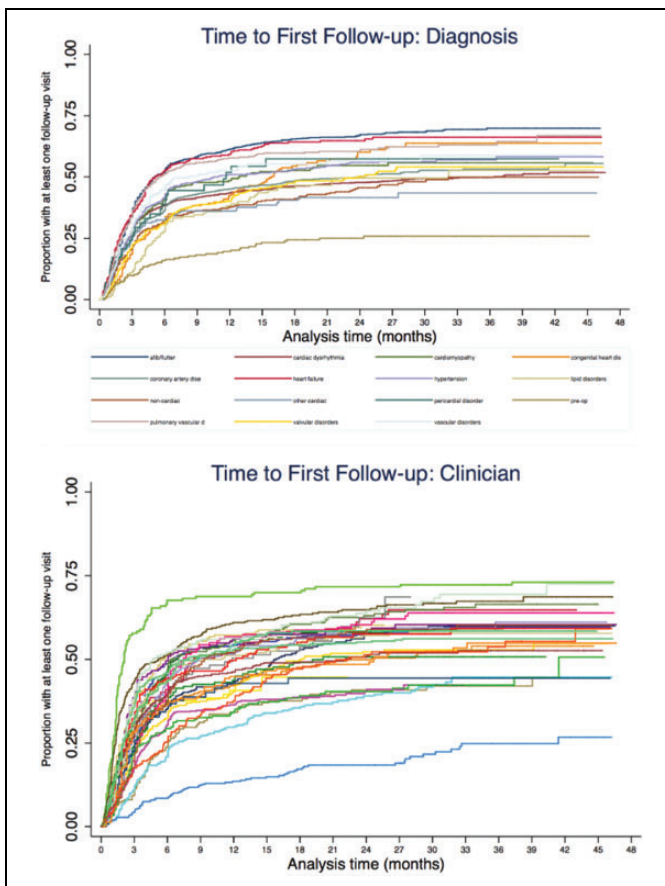 Time to First Follow-up: Diagnosis
Proportion with at least one follow-up visit
1.00
0.75
0.50
0.25
0.00
0 3 6 9 12 15 18 21 24 27 30 33 36 39 42 45 48
Analysis time (months)
afib/flutter cardiac dysrhythmia cardiomyopathy congenital heart dis
coronary artery dise heart failure hypertension lipid disorders
non-cardiac other cardiac pericardial disorder pre-op
pulmonary vascular d valvular disorders vascular disorders
Time to First Follow-up: Clinician
Proportion with at least one follow-up visit
1.00
0.75
0.50
0.25
0.00
0 3 6 9 12 15 18 21 24 27 30 33 36 39 42 45 48
Analysis time (months)